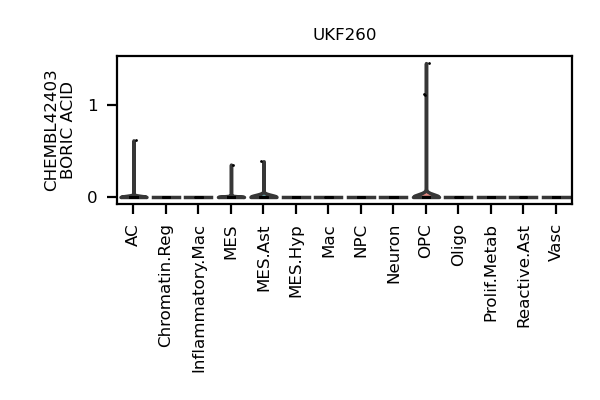 UKF260
CHEMBL42403
BORIC ACID
1
0
AC
Chromatin.Reg
Inflammatory.Mac
MES
MES.Ast
MES.Hyp
Mac
NPC
Neuron
OPC
Oligo
Prolif.Metab
Reactive.Ast
Vasc